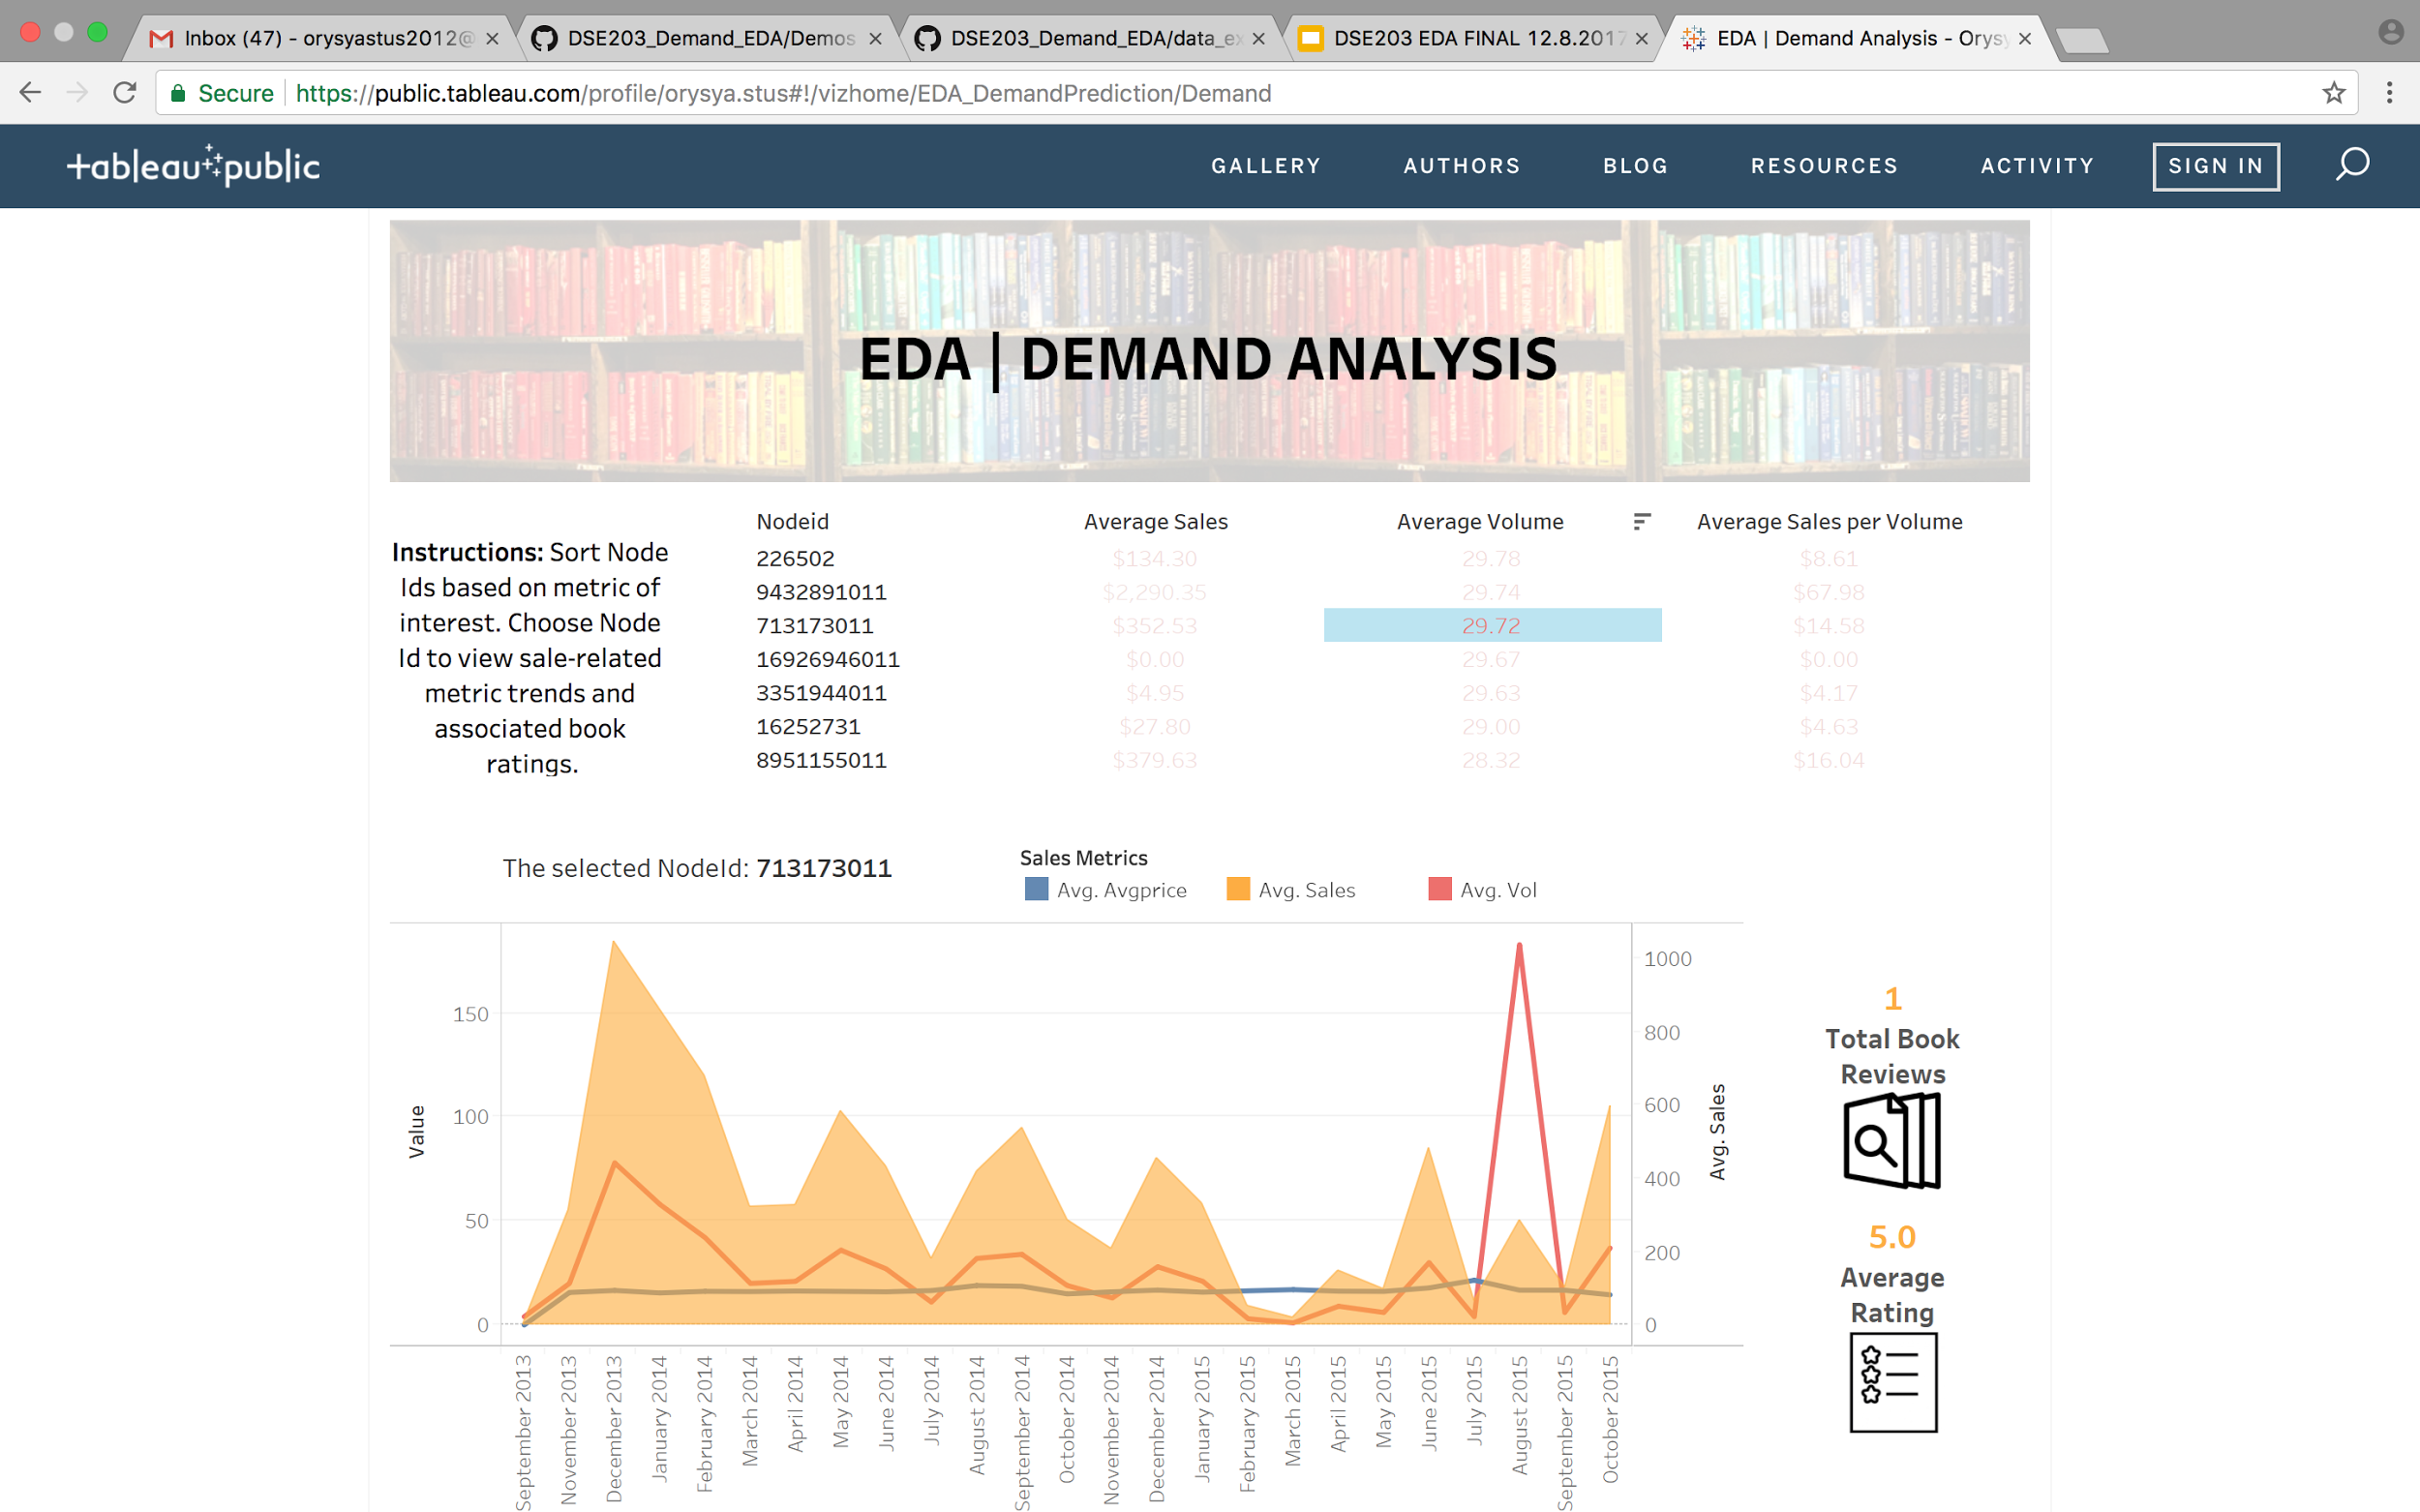 Inbox (47) - orysyastus2012@
DSE203_Demand_EDA/Demos
DSE203_Demand_EDA/data_ex
DSE203 EDA FINAL 12.8.2017
EDA | Demand Analysis - Orysy
Secure https://public.tableau.com/profile/orysya.stus#!/vizhome/EDA_DemandPrediction/Demand
+ableau public
GALLERY AUTHORS BLOG RESOURCES ACTIVITY SIGN IN
EDA | DEMAND ANALYSIS
Instructions: Sort Node
Ids based on metric of
interest. Choose Node
Id to view sale-related
metric trends and
associated book
ratings.
Nodeid Average Sales Average Volume Average Sales per Volume
226502 $134.30 29.78 $8.61
9432891011 $2,290.35 29.74 $67.98
713173011 $352.53 29.72 $14.58
16926946011 $0.00 29.67 $0.00
3351944011 $4.95 29.63 $4.17
16252731 $27.80 29.00 $4.63
8951155011 $379.63 28.32 $16.04
The selected NodeId: 713173011
Sales Metrics
Avg. Avgprice Avg. Sales Avg. Vol
Value
150
100
50
0
1000
800
600
400
200
0
Avg. Sales
September 2013
November 2013
December 2013
January 2014
February 2014
March 2014
April 2014
May 2014
June 2014
July 2014
August 2014
September 2014
October 2014
November 2014
December 2014
January 2015
February 2015
March 2015
April 2015
May 2015
June 2015
July 2015
August 2015
September 2015
October 2015
1
Total Book
Reviews
5.0
Average
Rating